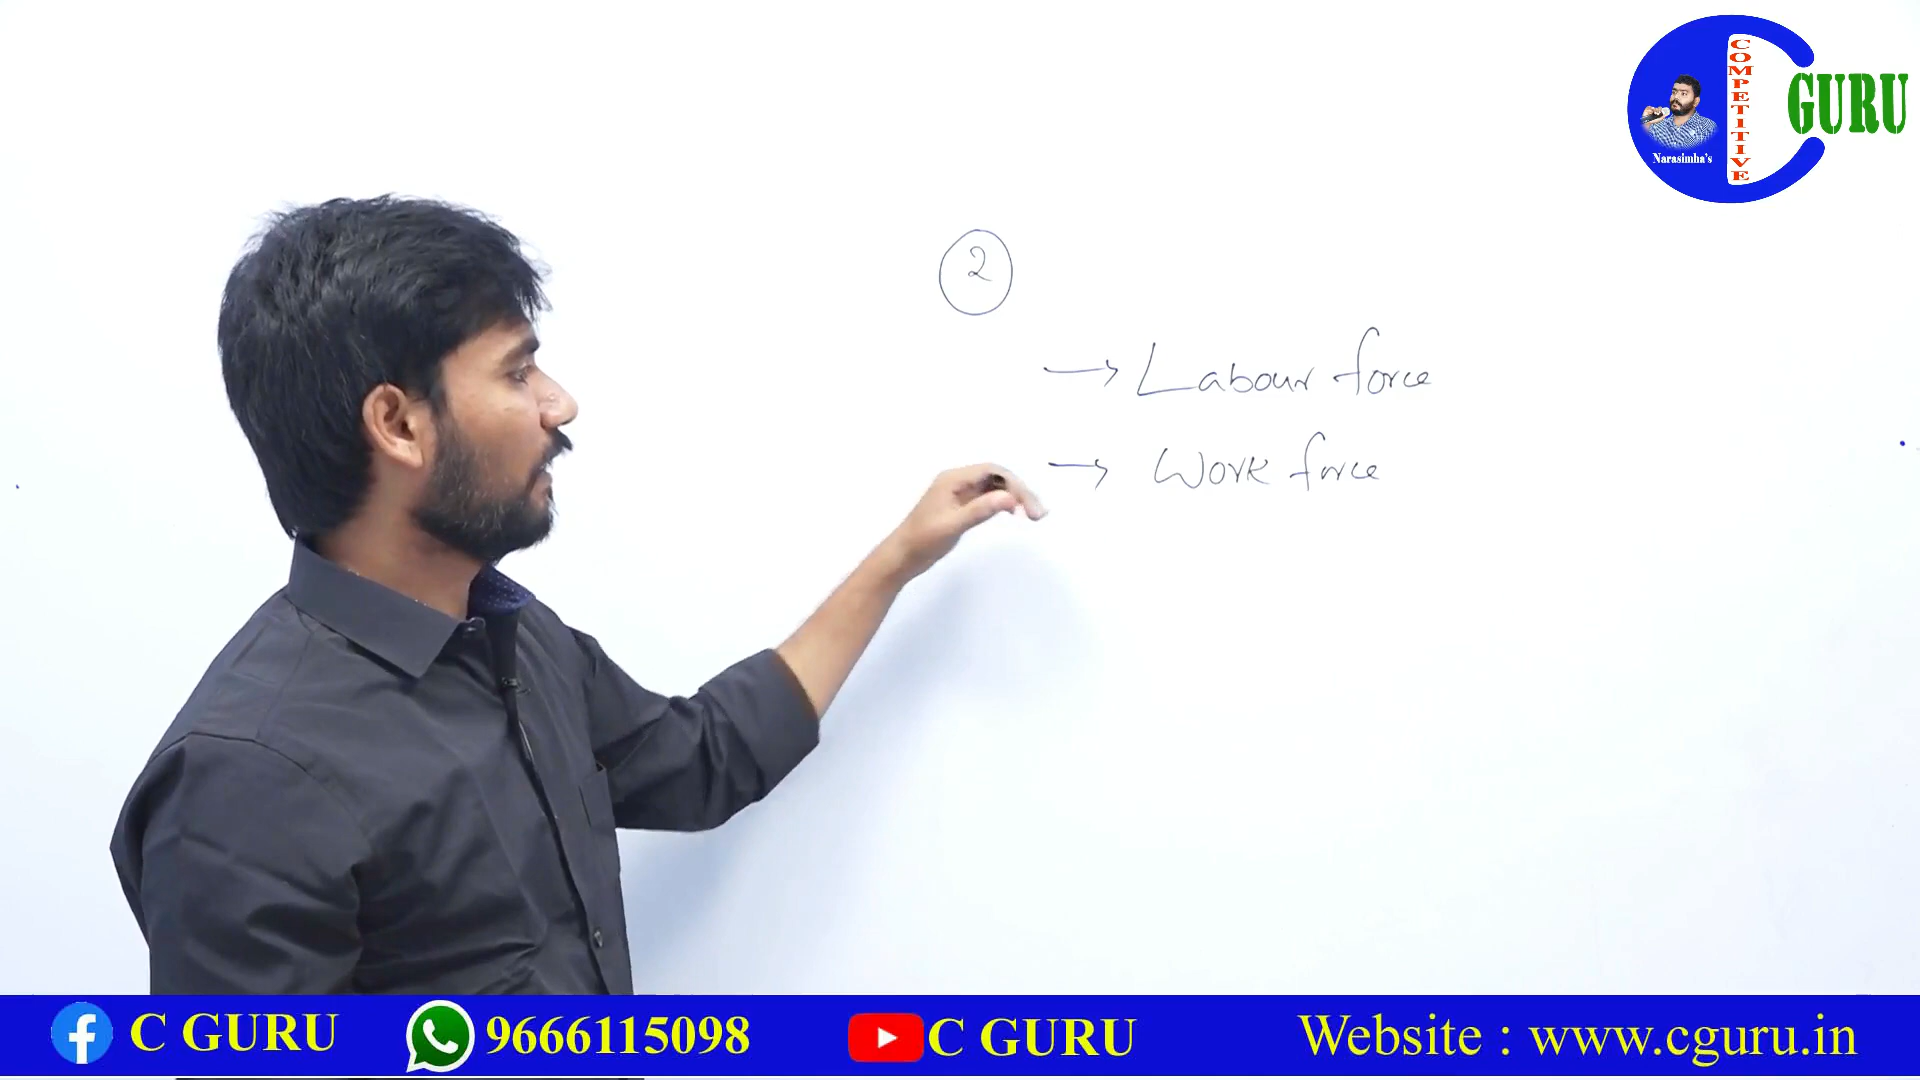 COMPETITIVE
GURU
Narasimha's
2
→ Labour force
→ Work force
C GURU
9666115098
C GURU
Website : www.cguru.in